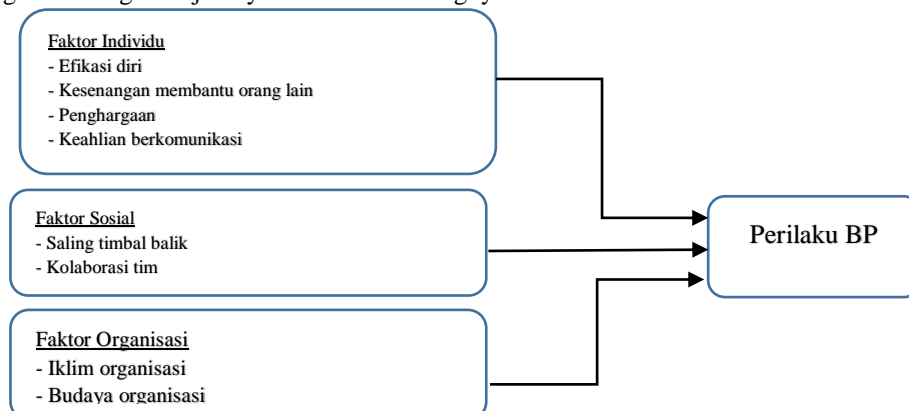 Faktor Individu
- Efikasi diri
- Kesenangan membantu orang lain
- Penghargaan
- Keahlian berkomunikasi
Faktor Sosial
- Saling timbal balik
- Kolaborasi tim
Perilaku BP
Faktor Organisasi
- Iklim organisasi
- Budaya organisasi